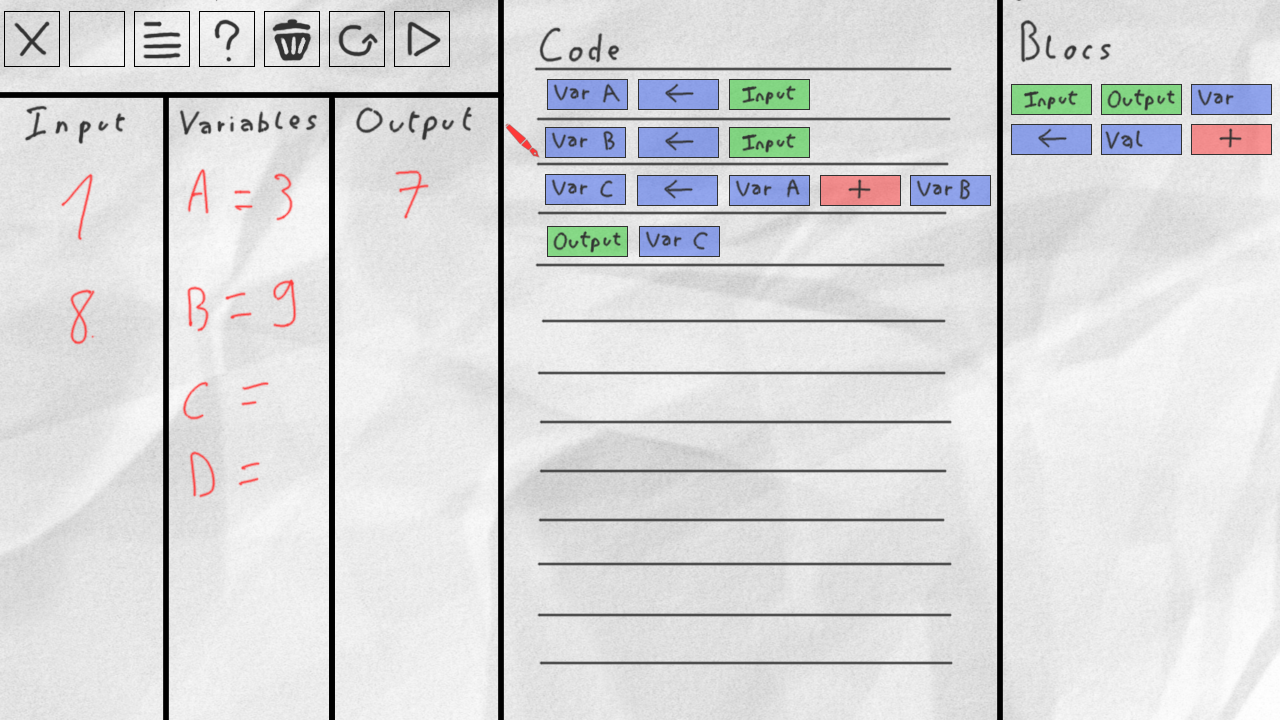 ?
Input
1
8
Variables
A = 3
B = 9
C =
D =
Output
7
Code
Var A ← Input
Var B ← Input
Var C ← Var A + Var B
Output Var C
Blocs
Input Output Var
← Val +